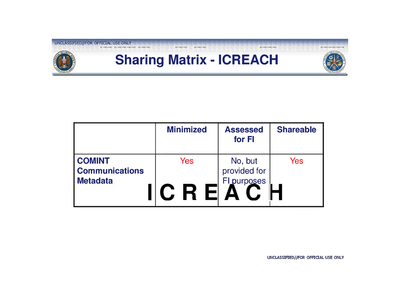 UNCLASSIFIED//FOR OFFICIAL USE ONLY
Sharing Matrix - ICREACH
Minimized
Assessed
for FI
Shareable
COMINT
Communications
Metadata
Yes
No, but
provided for
FI purposes
Yes
I C R E A C H
UNCLASSIFIED//FOR OFFICIAL USE ONLY